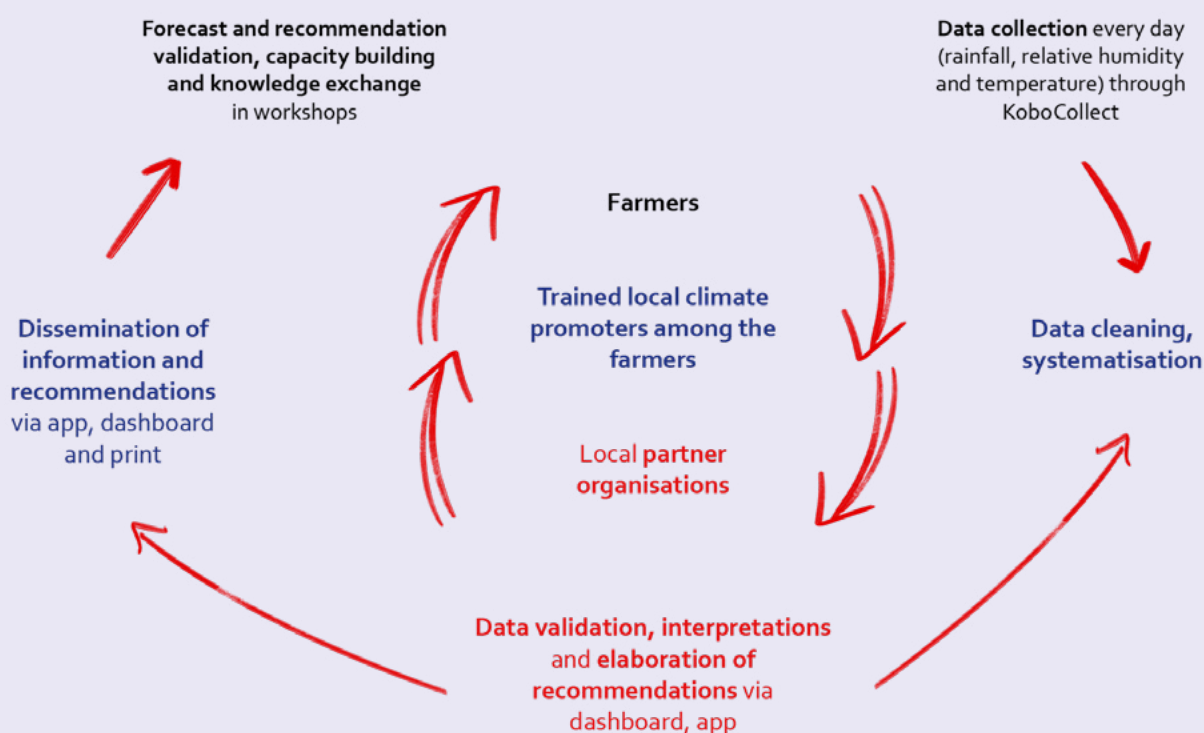 Forecast and recommendation
validation, capacity building
and knowledge exchange
in workshops
Data collection every day
(rainfall, relative humidity
and temperature) through
KoboCollect
Farmers
Trained local climate
promoters among the
farmers
Dissemination of
information and
recommendations
via app, dashboard
and print
Data cleaning,
systematisation
Local partner
organisations
Data validation, interpretations
and elaboration of
recommendations via
dashboard, app